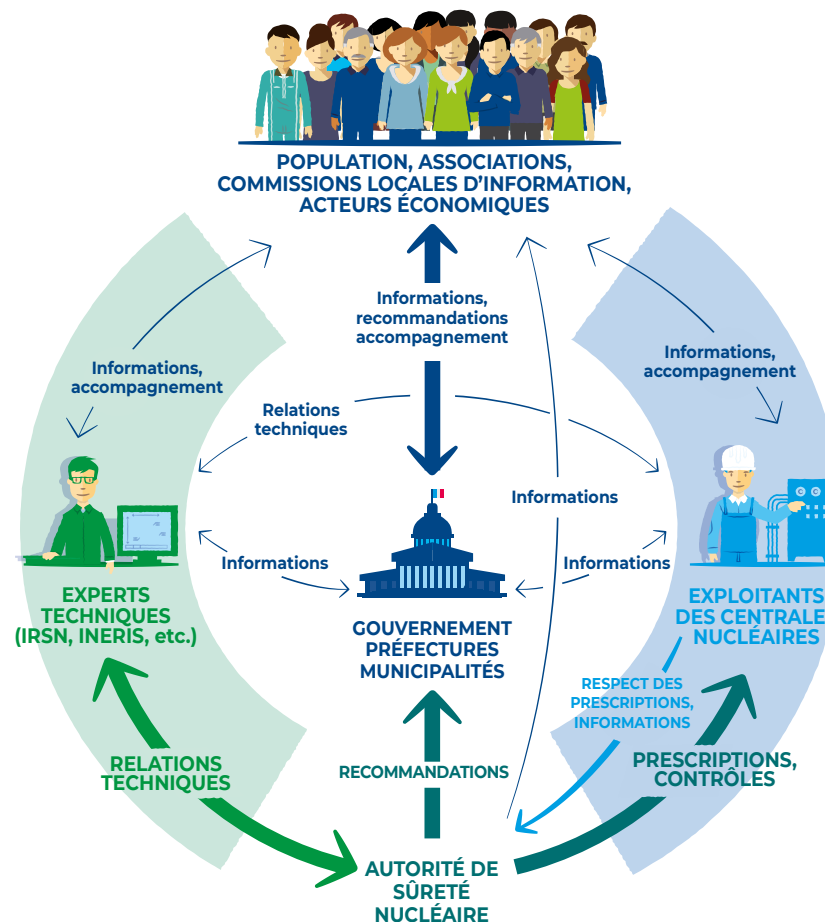 POPULATION, ASSOCIATIONS,
COMMISSIONS LOCALES D'INFORMATION,
ACTEURS ÉCONOMIQUES
Informations,
recommandations
accompagnement
Informations,
accompagnement
Informations,
accompagnement
Relations
techniques
Informations
Informations
Informations
EXPERTS
TECHNIQUES
(IRSN, INERIS, etc.)
GOUVERNEMENT
PRÉFECTURES
MUNICIPALITÉS
EXPLOITANTS
DES CENTRALE
NUCLÉAIRES
RESPECT DES
PRESCRIPTIONS,
INFORMATIONS
RELATIONS
TECHNIQUES
RECOMMANDATIONS
PRESCRIPTIONS,
CONTRÔLES
AUTORITÉ DE
SÛRETÉ
NUCLÉAIRE